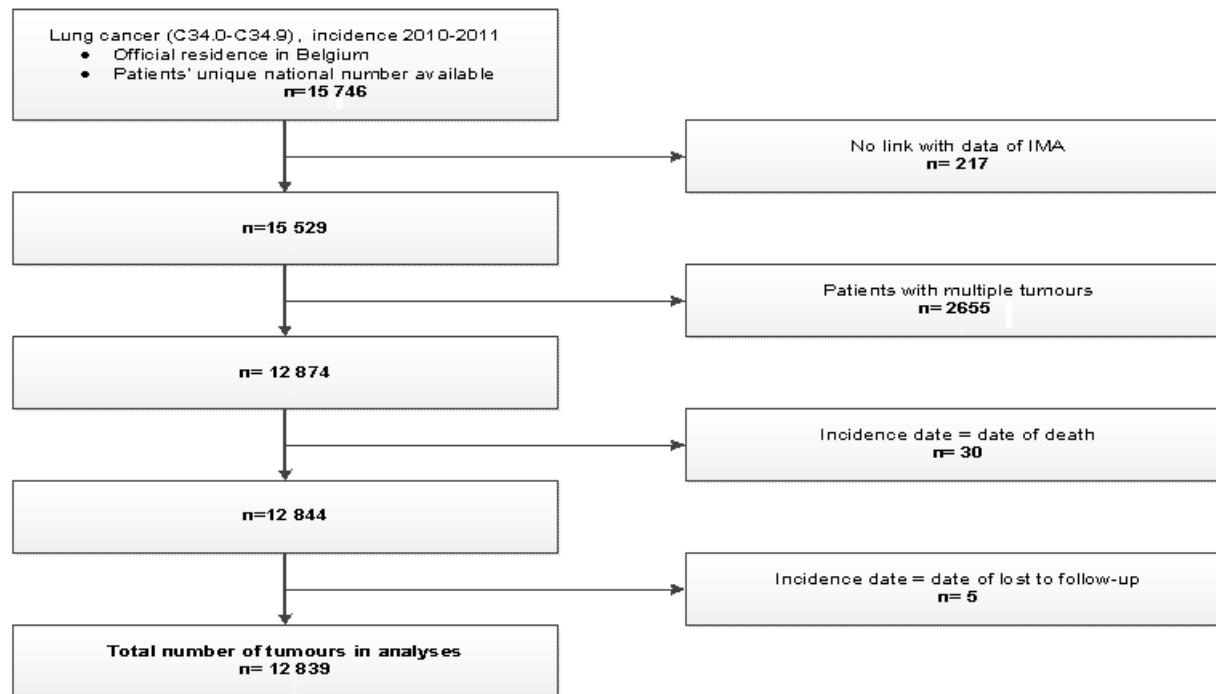 Lung cancer (C34.0-C34.9), incidence 2010-2011
• Official residence in Belgium
• Patients' unique national number available
n=15 746
No link with data of IMA
n= 217
n=15 529
Patients with multiple tumours
n= 2655
n= 12 874
Incidence date = date of death
n= 30
n=12 844
Incidence date = date of lost to follow-up
n= 5
Total number of tumours in analyses
n= 12 839